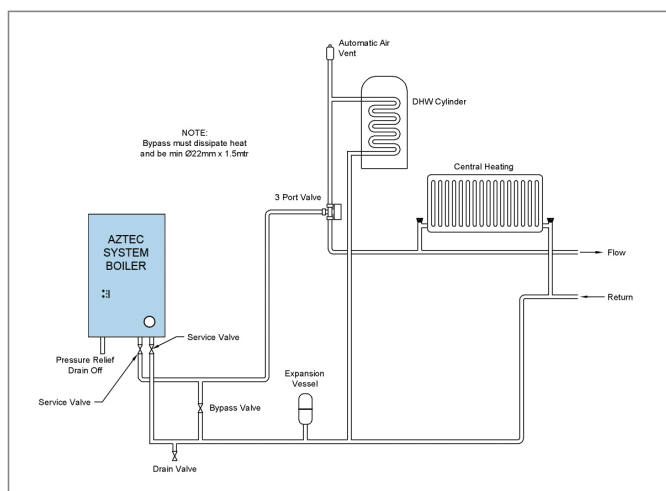 Automatic Air
Vent
DHW Cylinder
NOTE:
Bypass must dissipate heat
and be min Ø22mm x 1.5mtr
Central Heating
3 Port Valve
AZTEC
SYSTEM
BOILER
Flow
Return
Service Valve
Pressure Relief
Drain Off
Expansion
Vessel
Service Valve
Bypass Valve
Drain Valve